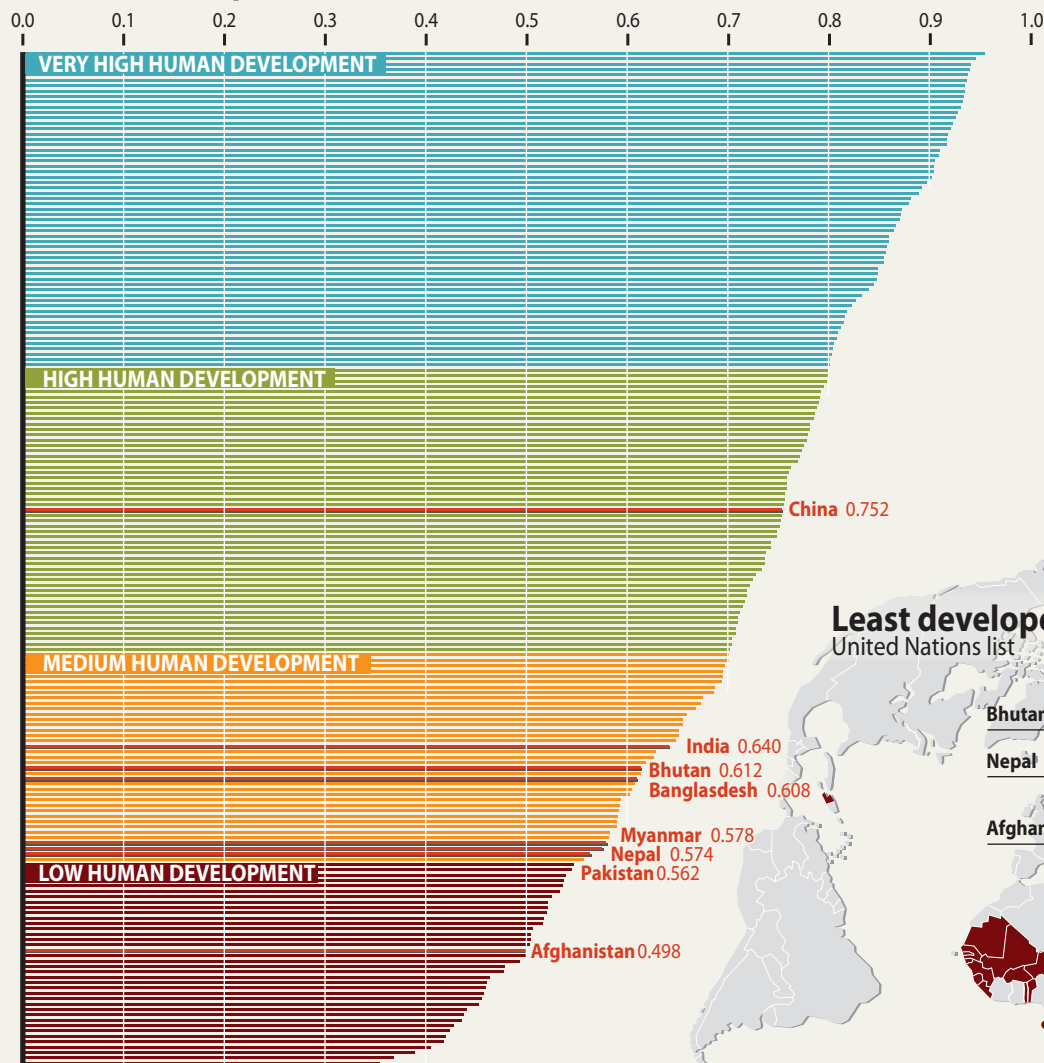 0.0 0.1 0.2 0.3 0.4 0.5 0.6 0.7 0.8 0.9 1.0
VERY HIGH HUMAN DEVELOPMENT
HIGH HUMAN DEVELOPMENT
China 0.752
Least develope
United Nations list
MEDIUM HUMAN DEVELOPMENT
Bhutan
India 0.640
Nepal
Bhutan 0.612
Banglasdesh 0.608
Afghan
Myanmar 0.578
Nepal 0.574
LOW HUMAN DEVELOPMENT
Pakistan 0.562
Afghanistan 0.498